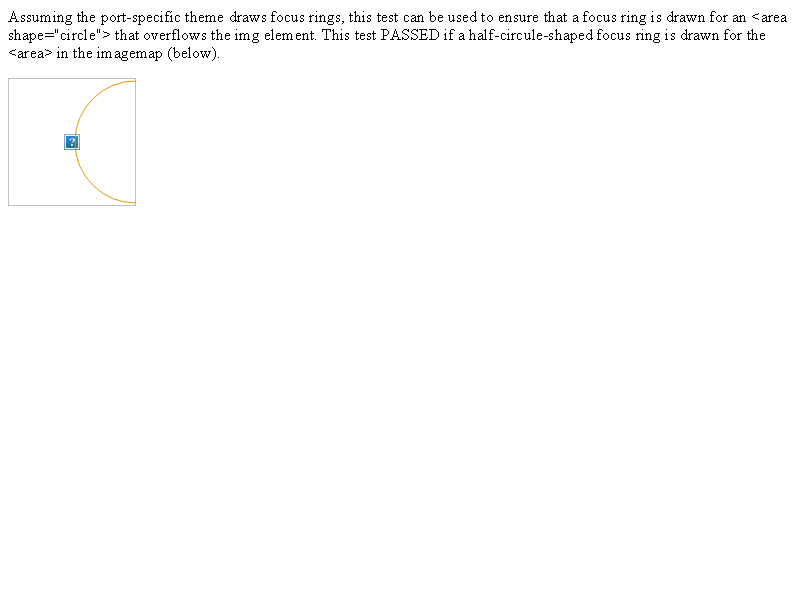 Assuming the port-specific theme draws focus rings, this test can be used to ensure that a focus ring is drawn for an <area
shape="circle"> that overflows the img element. This test PASSED if a half-circule-shaped focus ring is drawn for the
<area> in the imagemap (below).
?